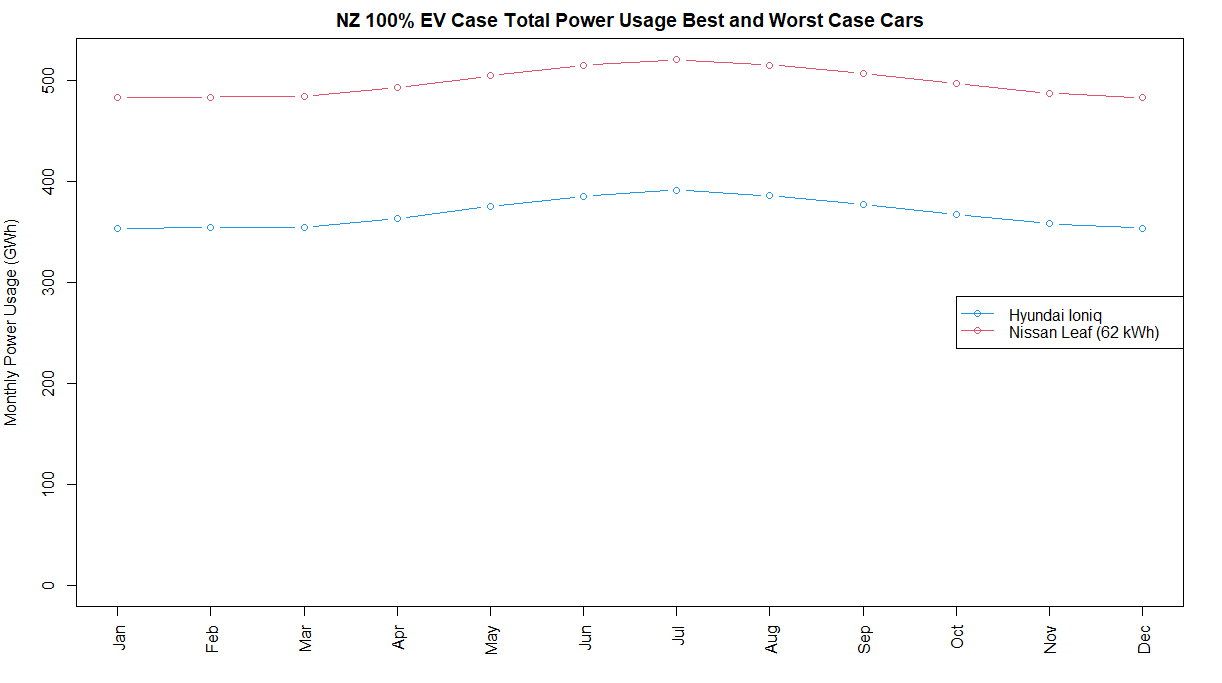 NZ 100% EV Case Total Power Usage Best and Worst Case Cars
Monthly Power Usage (GWh)
500
400
300
200
100
0
Hyundai Ioniq
Nissan Leaf (62 kWh)
Jan Feb Mar Apr May Jun Jul Aug Sep Oct Nov Dec